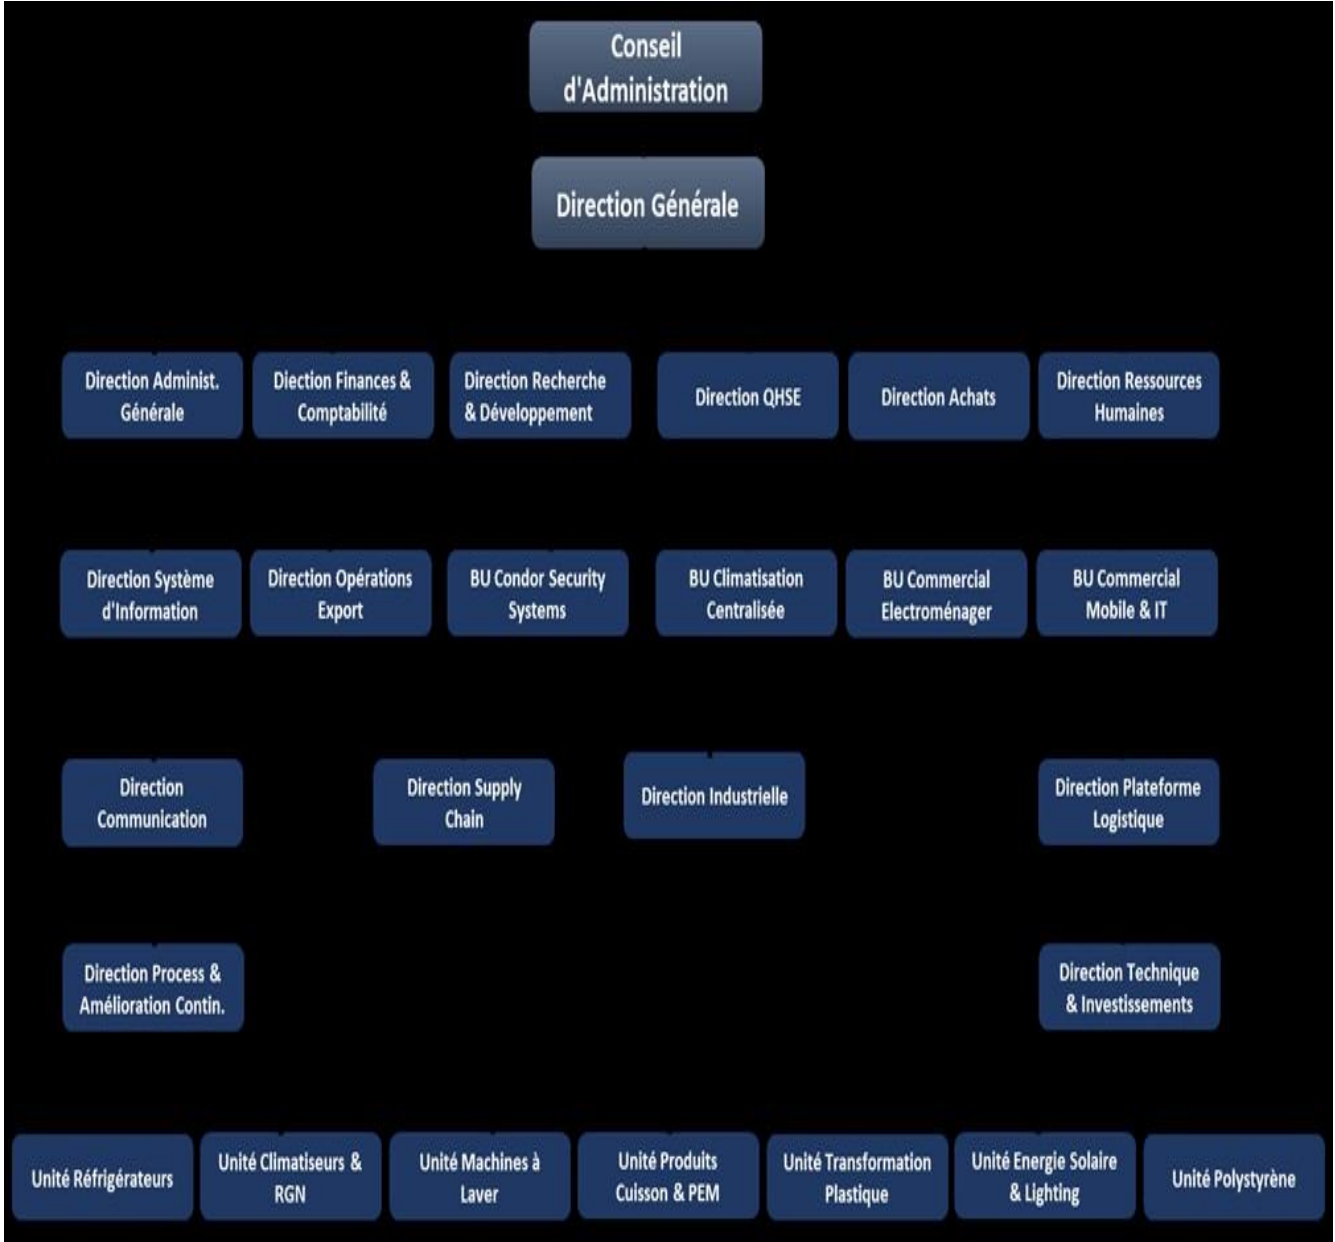 Conseil
d'Administration
Direction Générale
Direction Administ.
Générale
Diection Finances &
Comptabilité
Direction Recherche
& Développement
Direction QHSE
Direction Achats
Direction Ressources
Humaines
Direction Système
d'Information
Direction Opérations
Export
BU Condor Security
Systems
BU Climatisation
Centralisée
BU Commercial
Electroménager
BU Commercial
Mobile & IT
Direction
Communication
Direction Supply
Chain
Direction Industrielle
Direction Plateforme
Logistique
Direction Process &
Amélioration Contin.
Direction Technique
& Investissements
Unité Réfrigérateurs
Unité Climatiseurs &
RGN
Unité Machines à
Laver
Unité Produits
Cuisson & PEM
Unité Transformation
Plastique
Unité Energie Solaire
& Lighting
Unité Polystyrène